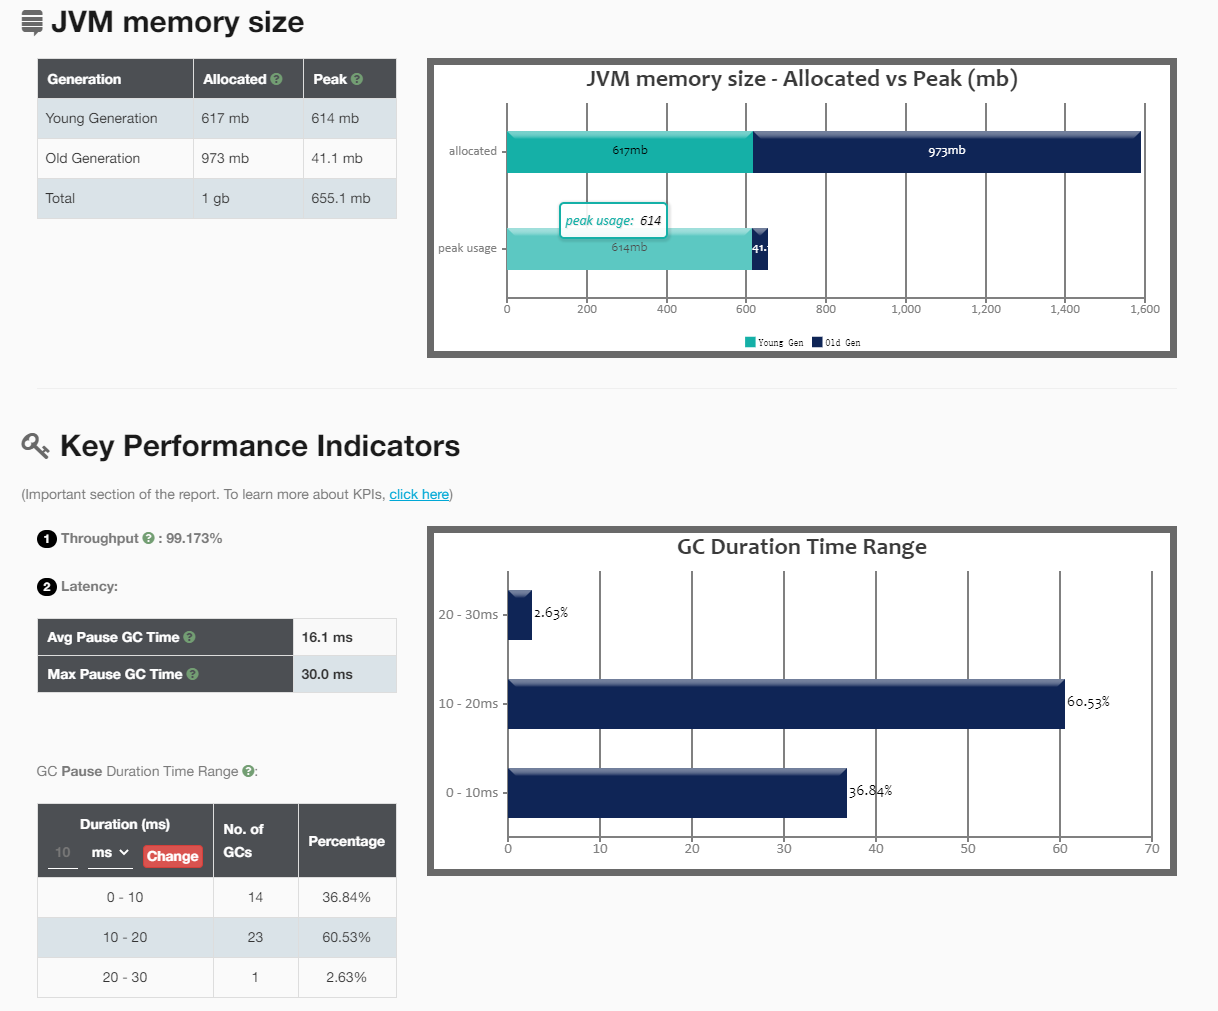 JVM memory size
Generation Allocated Peak
Young Generation 617 mb 614 mb
Old Generation 973 mb 41.1 mb
Total 1 gb 655.1 mb
JVM memory size - Allocated vs Peak (mb)
allocated 617mb 973mb
peak usage: 614
peak usage 614mb 41.1
0 200 400 600 800 1,000 1,200 1,400 1,600
Young Gen Old Gen
Key Performance Indicators
(Important section of the report. To learn more about KPIs, click here)
1 Throughput : 99.173%
2 Latency:
Avg Pause GC Time 16.1 ms
Max Pause GC Time 30.0 ms
GC Pause Duration Time Range :
Duration (ms) No. of GCs Percentage
10 ms Change
0 - 10 14 36.84%
10 - 20 23 60.53%
20 - 30 1 2.63%
GC Duration Time Range
20 - 30ms 2.63%
10 - 20ms 60.53%
0 - 10ms 36.84%
0 10 20 30 40 50 60 70